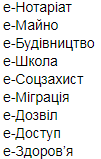 е-Нотаріат
е-Майно
е-Будівництво
е-Школа
е-Соцзахист
е-Міграція
е-Дозвіл
е-Доступ
е-Здоров’я